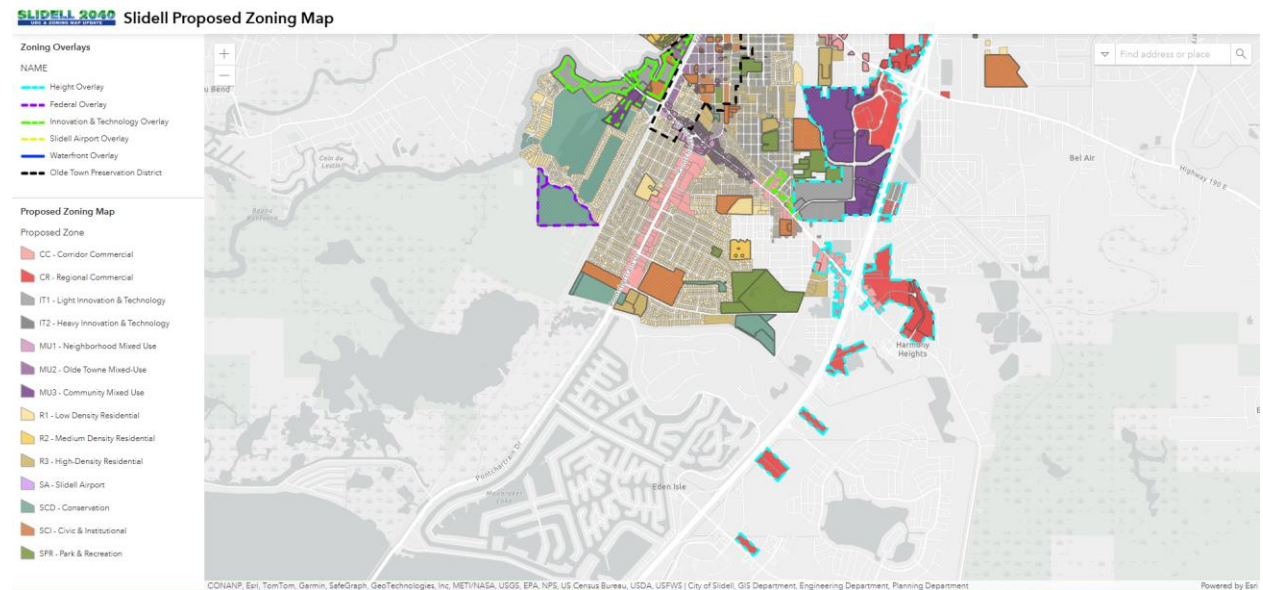 SLIDELL 2040
UDC & ZONING MAP UPDATE
Slidell Proposed Zoning Map
Zoning Overlays
NAME
Height Overlay
Federal Overlay
Innovation & Technology Overlay
Slidell Airport Overlay
Waterfront Overlay
Olde Town Preservation District
Proposed Zoning Map
Proposed Zone
CC - Corridor Commercial
CR - Regional Commercial
IT1 - Light Innovation & Technology
IT2 - Heavy Innovation & Technology
MU1 - Neighborhood Mixed Use
MU2 - Olde Towne Mixed-Use
MU3 - Community Mixed Use
R1 - Low Density Residential
R2 - Medium Density Residential
R3 - High-Density Residential
SA - Slidell Airport
SCD - Conservation
SCI - Civic & Institutional
SPR - Park & Recreation
+
−
Find address or place
u Bend
Coin du
Lestin
Bayou
Bel Air
Highway 190 E
Harmony
Heights
Pontchartrain Dr
Eden Isle
Lake
CONANP, Esri, TomTom, Garmin, SafeGraph, GeoTechnologies, Inc, METI/NASA, USGS, EPA, NPS, US Census Bureau, USDA, USFWS | City of Slidell, GIS Department, Engineering Department, Planning Department
Powered by Esri